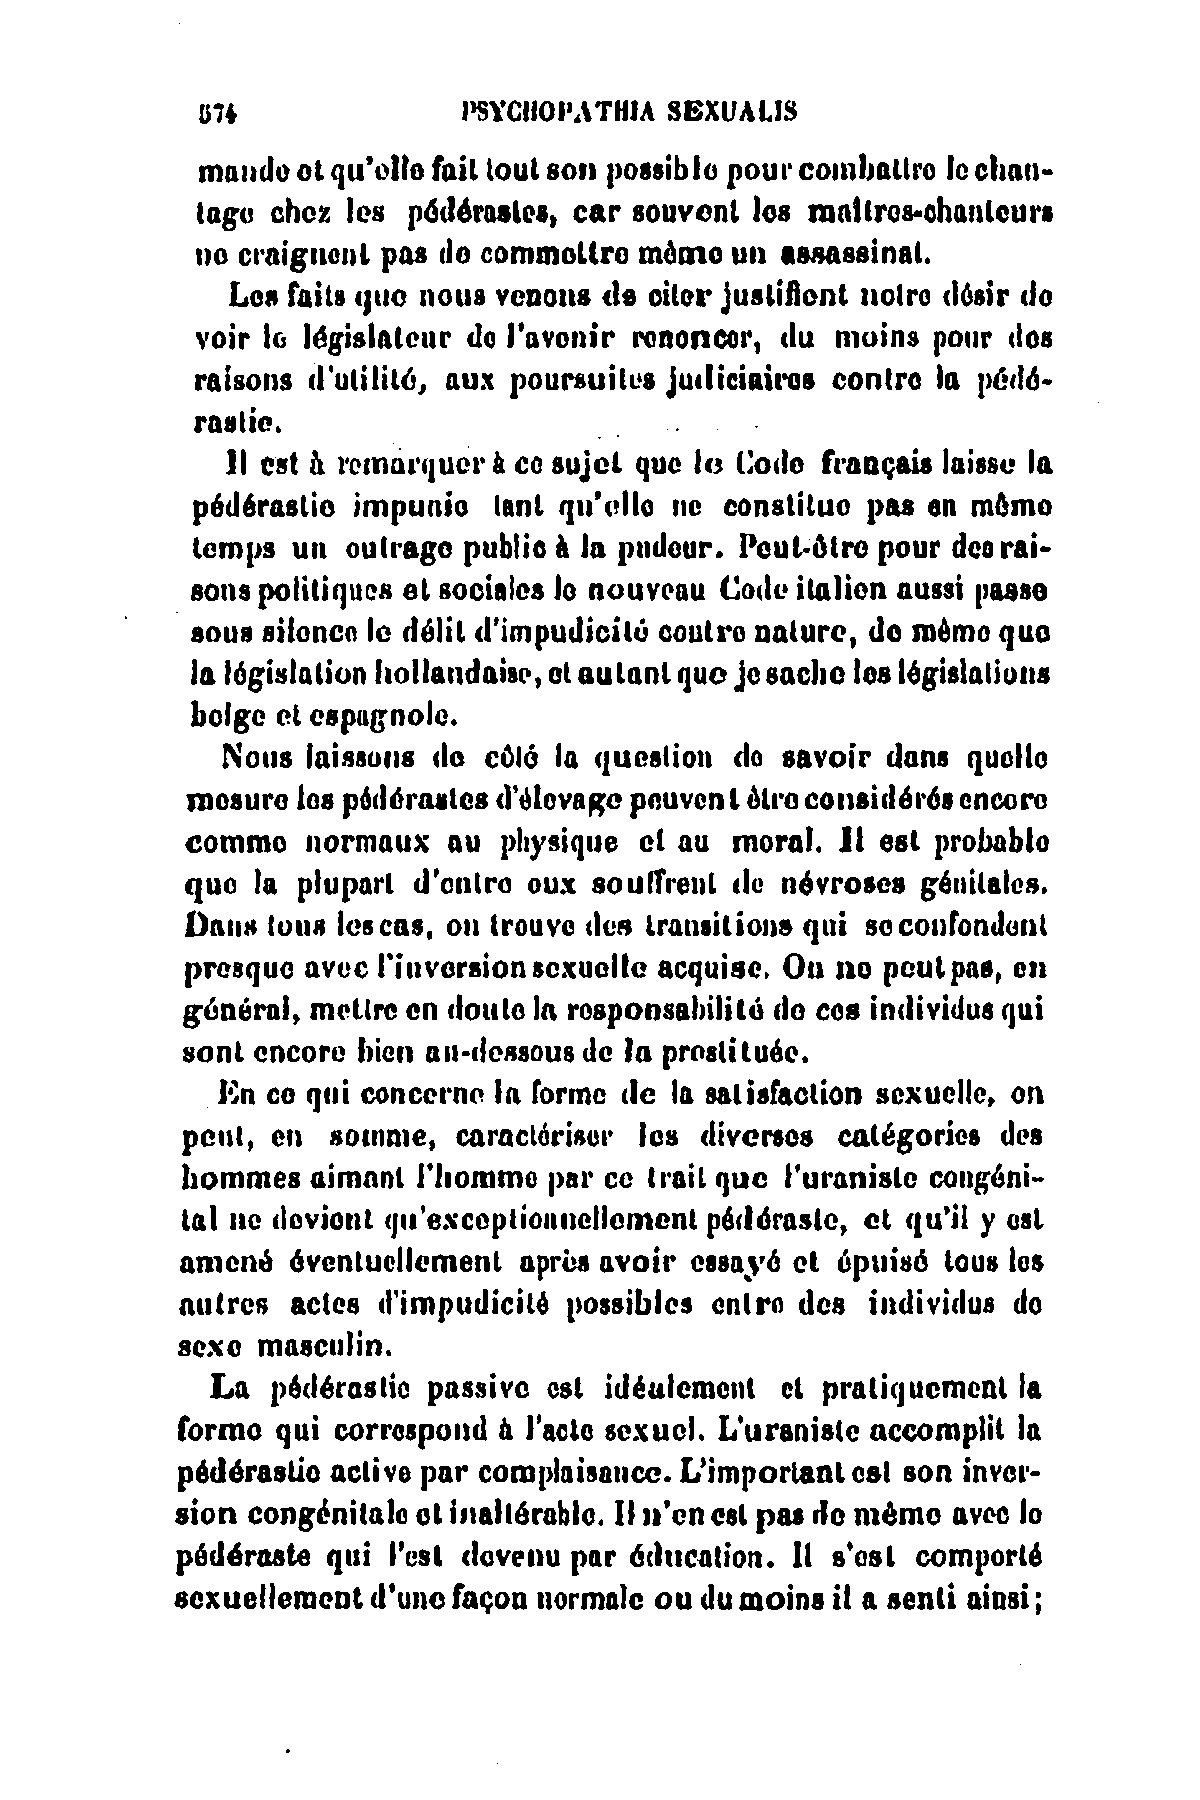 574 PSYCHOPATHIA SEXUALIS
mande et qu'elle fait tout son possible pour combattre le chan-
tage chez les pédérastes, car souvent les maîtres-chanteurs
ne craignent pas de commettre même un assassinat.
Les faits que nous venons de citer justifient notre désir de
voir le législateur de l'avenir renoncer, du moins pour des
raisons d'utilité, aux poursuites judiciaires contre la pédé-
rastie.
Il est à remarquer à ce sujet que le Code français laisse la
pédérastie impunie tant qu'elle ne constitue pas en même
temps un outrage public à la pudeur. Peut-être pour des rai-
sons politiques et sociales le nouveau Code italien aussi passe
sous silence le délit d'impudicité contre nature, de même que
la législation hollandaise, et autant que je sache les législations
belge et espagnole.
Nous laissons de côté la question de savoir dans quelle
mesure les pédérastes d'élevage peuvent être considérés encore
comme normaux au physique et au moral. Il est probable
que la plupart d'entre eux souffrent de névroses génitales.
Dans tous les cas, on trouve des transitions qui se confondent
presque avec l'inversion sexuelle acquise. On ne peut pas, en
général, mettre en doute la responsabilité de ces individus qui
sont encore bien au-dessous de la prostituée.
En ce qui concerne la forme de la satisfaction sexuelle, on
peut, en somme, caractériser les diverses catégories des
hommes aimant l'homme par ce trait que l'uraniste congéni-
tal ne devient qu'exceptionnellement pédéraste, et qu'il y est
amené éventuellement après avoir essayé et épuisé tous les
autres actes d'impudicité possibles entre des individus de
sexe masculin.
La pédérastie passive est idéalement et pratiquement la
forme qui correspond à l'acte sexuel. L'uraniste accomplit la
pédérastie active par complaisance. L'important est son inver-
sion congénitale et inaltérable. Il n'en est pas de même avec le
pédéraste qui l'est devenu par éducation. Il s'est comporté
sexuellement d'une façon normale ou du moins il a senti ainsi ;